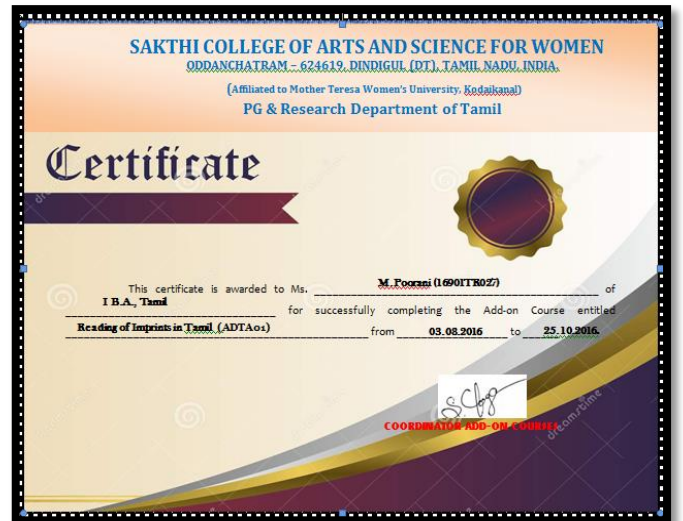 SAKTHI COLLEGE OF ARTS AND SCIENCE FOR WOMEN
ODDANCHATRAM – 624619, DINDIGUL (DT), TAMIL NADU, INDIA.
(Affiliated to Mother Teresa Women's University, Kodaikanal)
PG & Research Department of Tamil
Certificate
This certificate is awarded to Ms. M. Poorani (16901TR027) of
I B.A., Tamil for successfully completing the Add-on Course entitled
Reading of Imprints in Tamil (ADTA01) from 03.08.2016 to 25.10.2016.
COORDINATOR ADD-ON COURSES
dreamstime